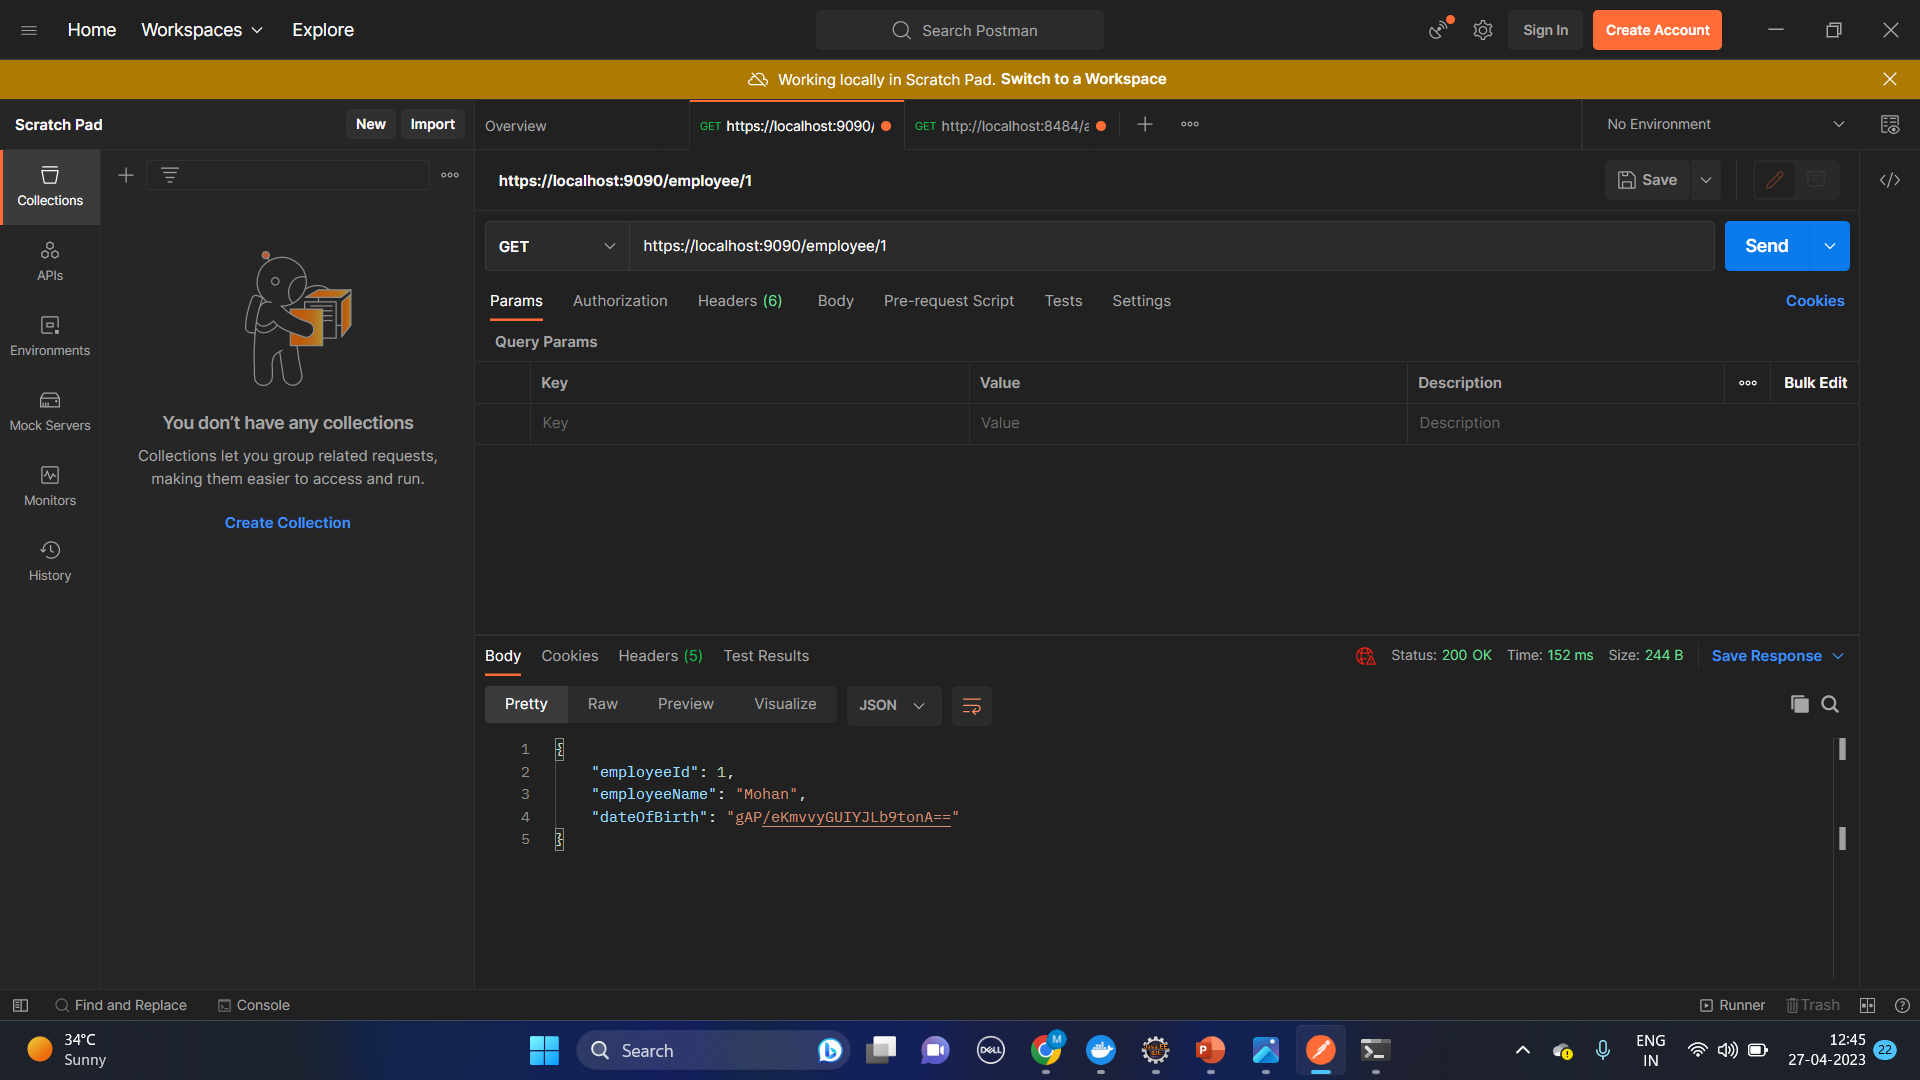 Home Workspaces Explore Search Postman Sign In Create Account
Working locally in Scratch Pad. Switch to a Workspace
Scratch Pad New Import Overview GET https://localhost:9090/ GET http://localhost:8484/a No Environment
Collections
APIs
Environments
Mock Servers
Monitors
History
You don’t have any collections
Collections let you group related requests,
making them easier to access and run.
Create Collection
https://localhost:9090/employee/1 Save
GET https://localhost:9090/employee/1 Send
Params Authorization Headers (6) Body Pre-request Script Tests Settings Cookies
Query Params
Key Value Description Bulk Edit
Key Value Description
Body Cookies Headers (5) Test Results Status: 200 OK Time: 152 ms Size: 244 B Save Response
Pretty Raw Preview Visualize JSON
1 {
2 "employeeId": 1,
3 "employeeName": "Mohan",
4 "dateOfBirth": "gAP/eKmvvyGUIYJLb9tonA=="
5 }
Find and Replace Console Runner Trash
34°C
Sunny
Search
DELL
M
JAVA EE
IDE
P
ENG
IN
12:45
27-04-2023
22